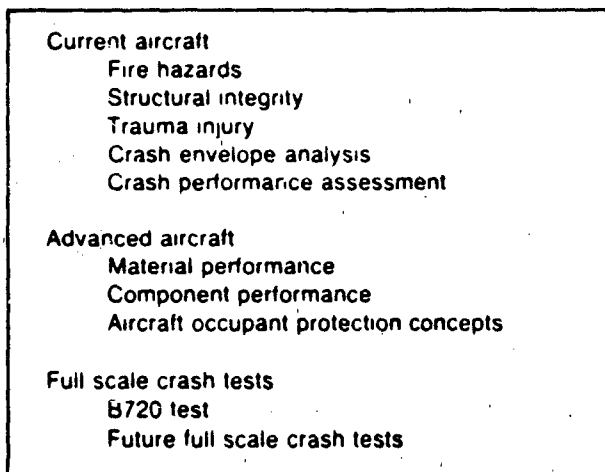 Current aircraft
Fire hazards
Structural integrity
Trauma injury
Crash envelope analysis
Crash performance assessment
Advanced aircraft
Material performance
Component performance
Aircraft occupant protection concepts
Full scale crash tests
B720 test
Future full scale crash tests